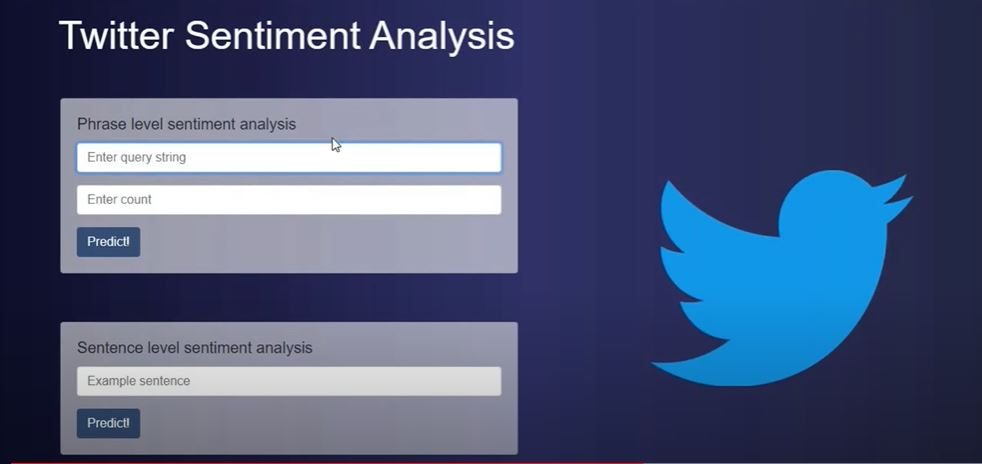 Twitter Sentiment Analysis
Phrase level sentiment analysis
Enter query string
Enter count
Predict!
Sentence level sentiment analysis
Example sentence
Predict!